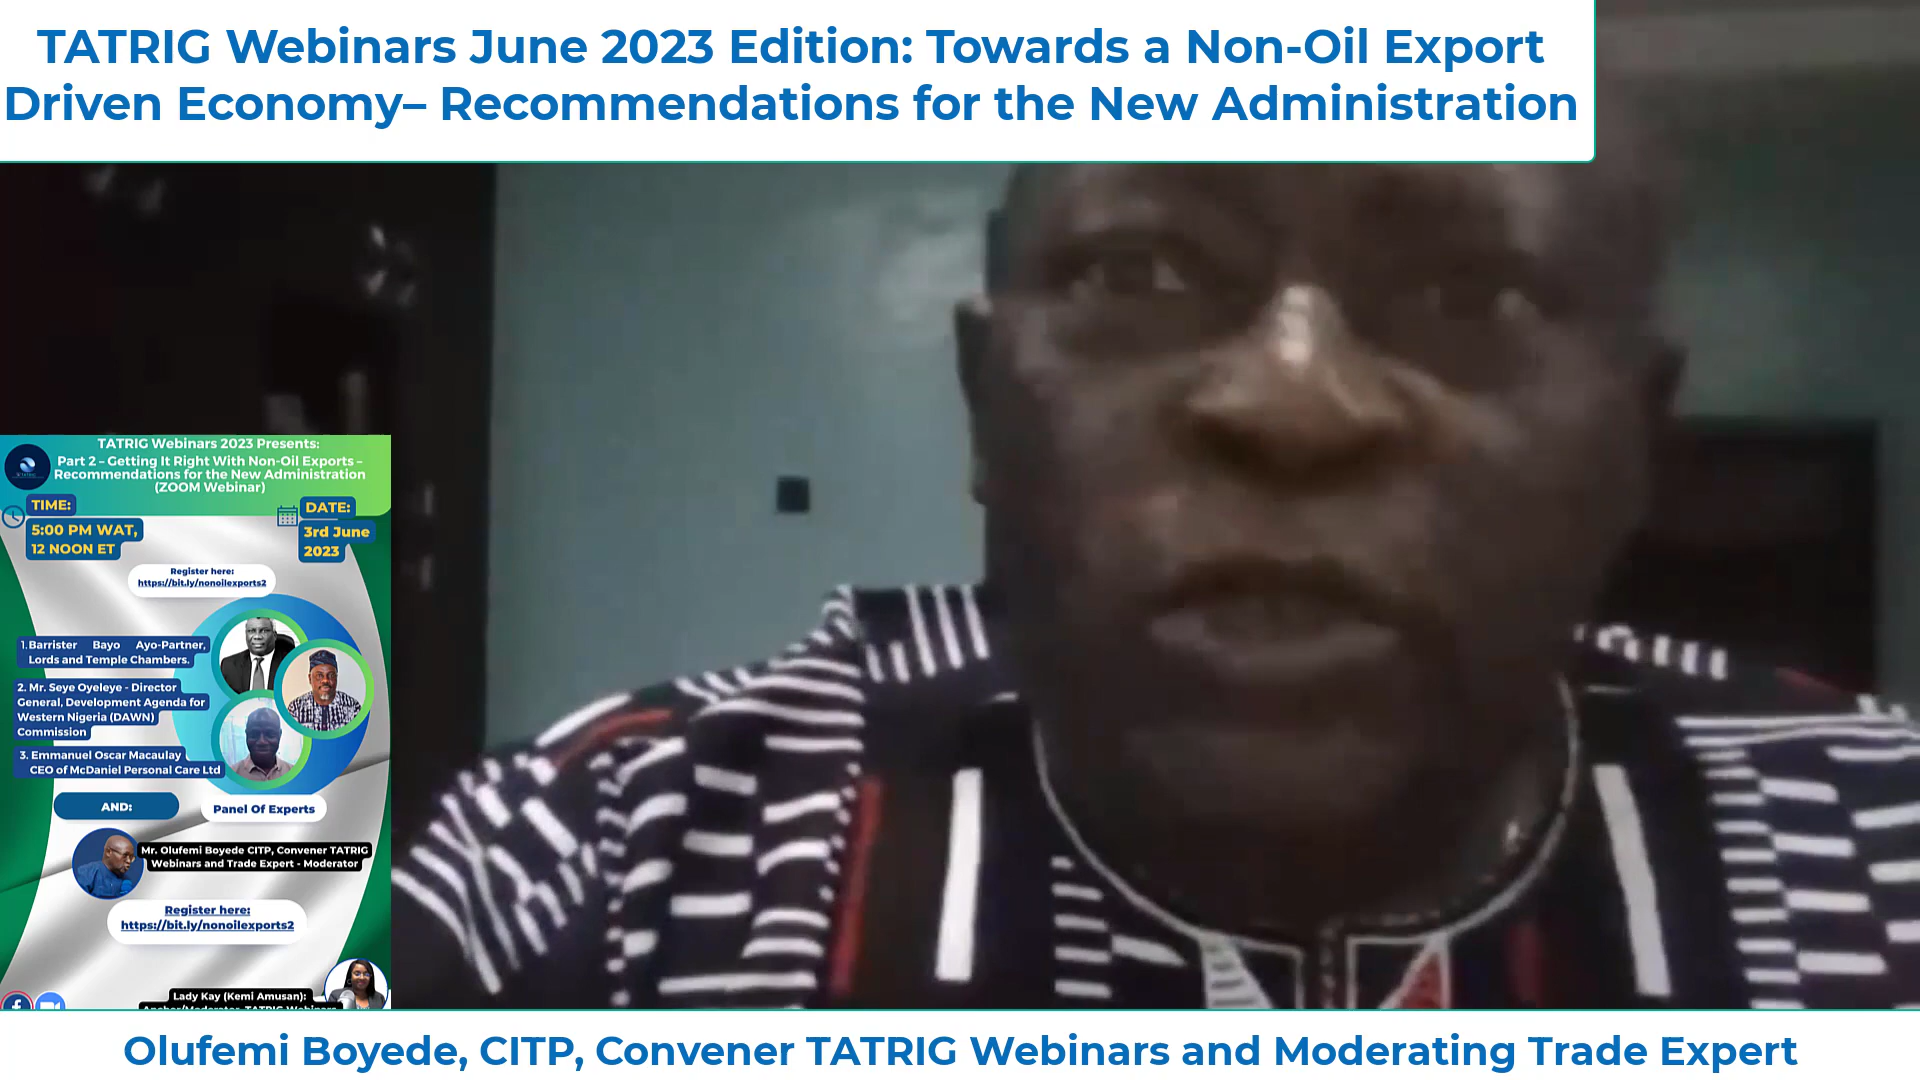 TATRIG Webinars June 2023 Edition: Towards a Non-Oil Export
Driven Economy– Recommendations for the New Administration
TATRIG Webinars 2023 Presents:
Part 2 – Getting It Right With Non-Oil Exports –
Recommendations for the New Administration
(ZOOM Webinar)
TIME:
5:00 PM WAT,
12 NOON ET
DATE:
3rd June
2023
Register here:
https://bit.ly/nonoilexports2
1. Barrister Bayo Ayo-Partner,
Lords and Temple Chambers.
2. Mr. Seye Oyeleye - Director
General, Development Agenda for
Western Nigeria (DAWN)
Commission
3. Emmanuel Oscar Macaulay
CEO of McDaniel Personal Care Ltd
AND:
Panel Of Experts
Mr. Olufemi Boyede CITP, Convener TATRIG
Webinars and Trade Expert - Moderator
Register here:
https://bit.ly/nonoilexports2
Lady Kay (Kemi Amusan):
Anchor/Moderator, TATRIG Webinars
Olufemi Boyede, CITP, Convener TATRIG Webinars and Moderating Trade Expert